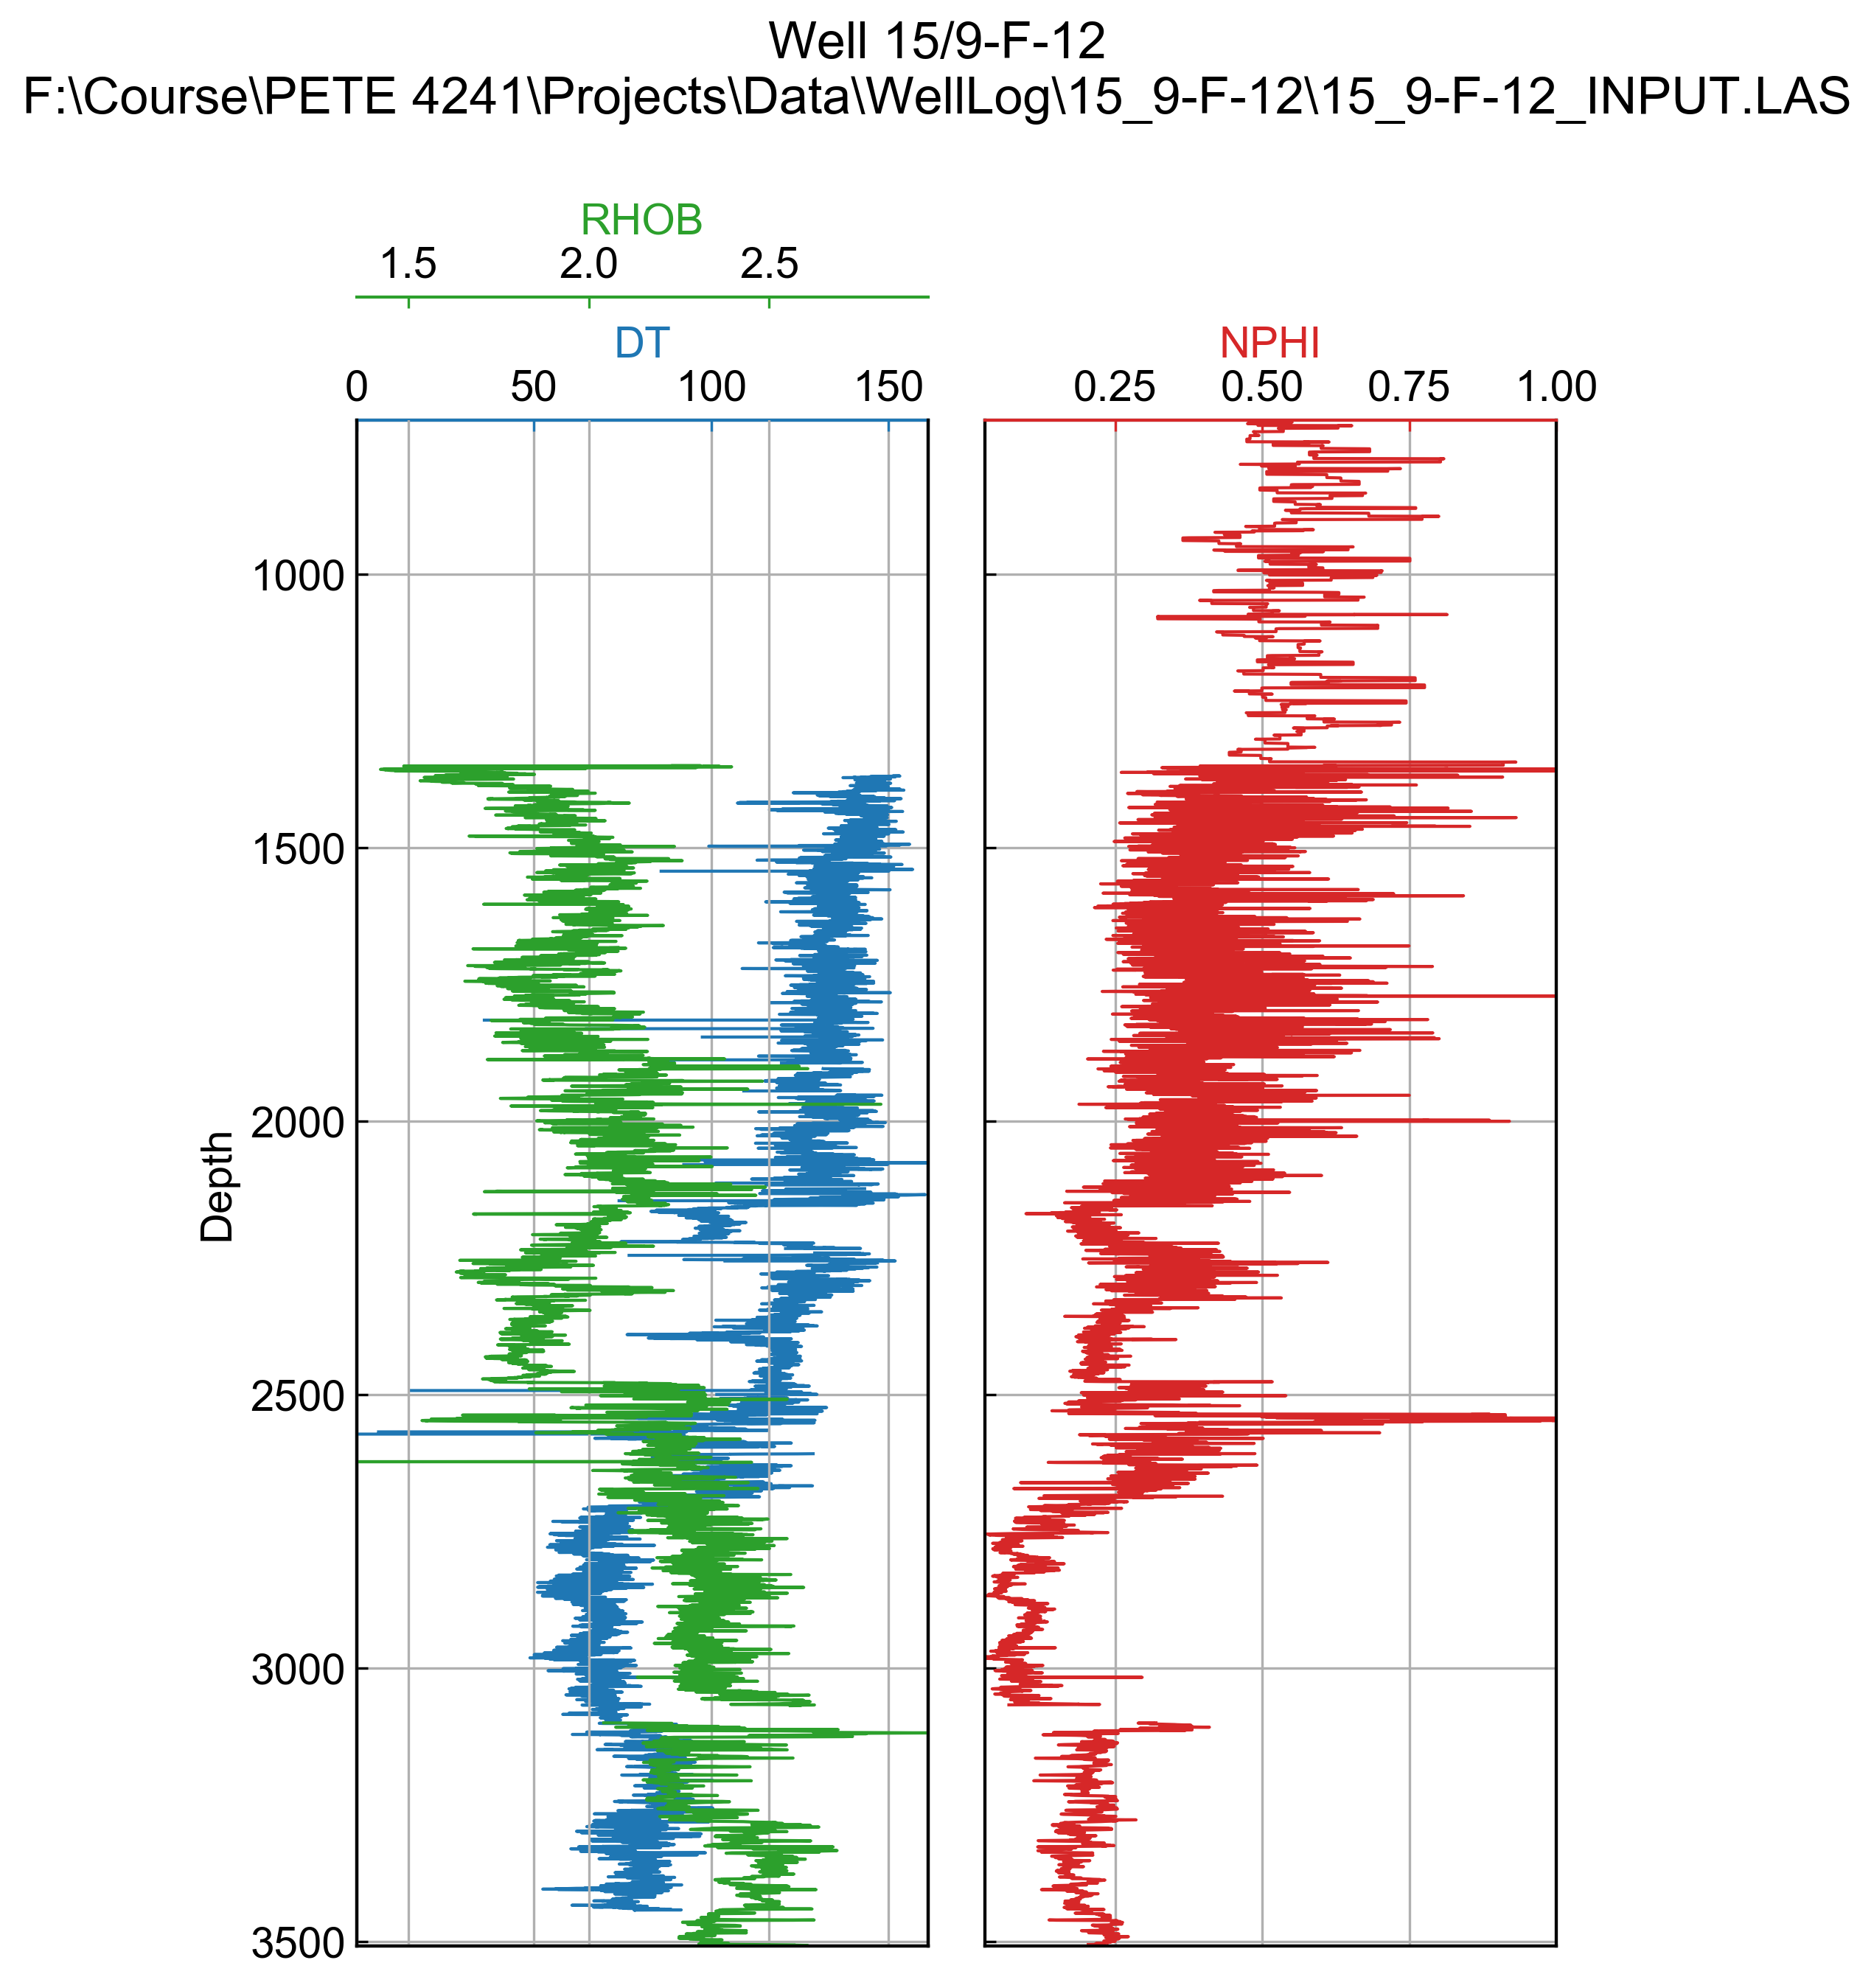 Well 15/9-F-12
F:\Course\PETE 4241\Projects\Data\WellLog\15_9-F-12\15_9-F-12_INPUT.LAS
RHOB
1.5 2.0 2.5
DT
0 50 100 150
NPHI
0.25 0.50 0.75 1.00
Depth
1000
1500
2000
2500
3000
3500